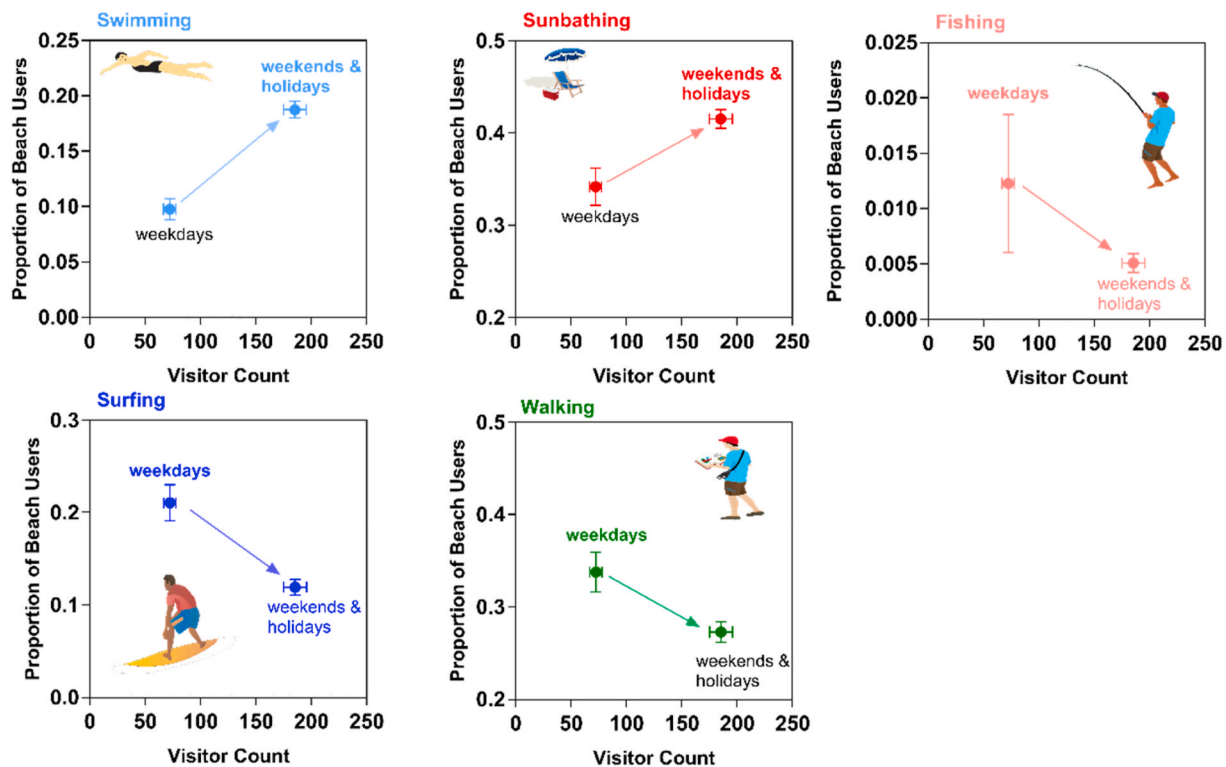 Swimming
Proportion of Beach Users
0.25
0.20
0.15
0.10
0.05
0.00
weekends &
holidays
weekdays
0 50 100 150 200 250
Visitor Count
Sunbathing
Proportion of Beach Users
0.5
0.4
0.3
0.2
weekends &
holidays
weekdays
0 50 100 150 200 250
Visitor Count
Fishing
Proportion of Beach Users
0.025
0.020
0.015
0.010
0.005
0.000
weekdays
weekends &
holidays
0 50 100 150 200 250
Visitor Count
Surfing
Proportion of Beach Users
0.3
0.2
0.1
0.0
weekdays
weekends &
holidays
0 50 100 150 200 250
Visitor Count
Walking
Proportion of Beach Users
0.5
0.4
0.3
0.2
weekdays
weekends &
holidays
0 50 100 150 200 250
Visitor Count